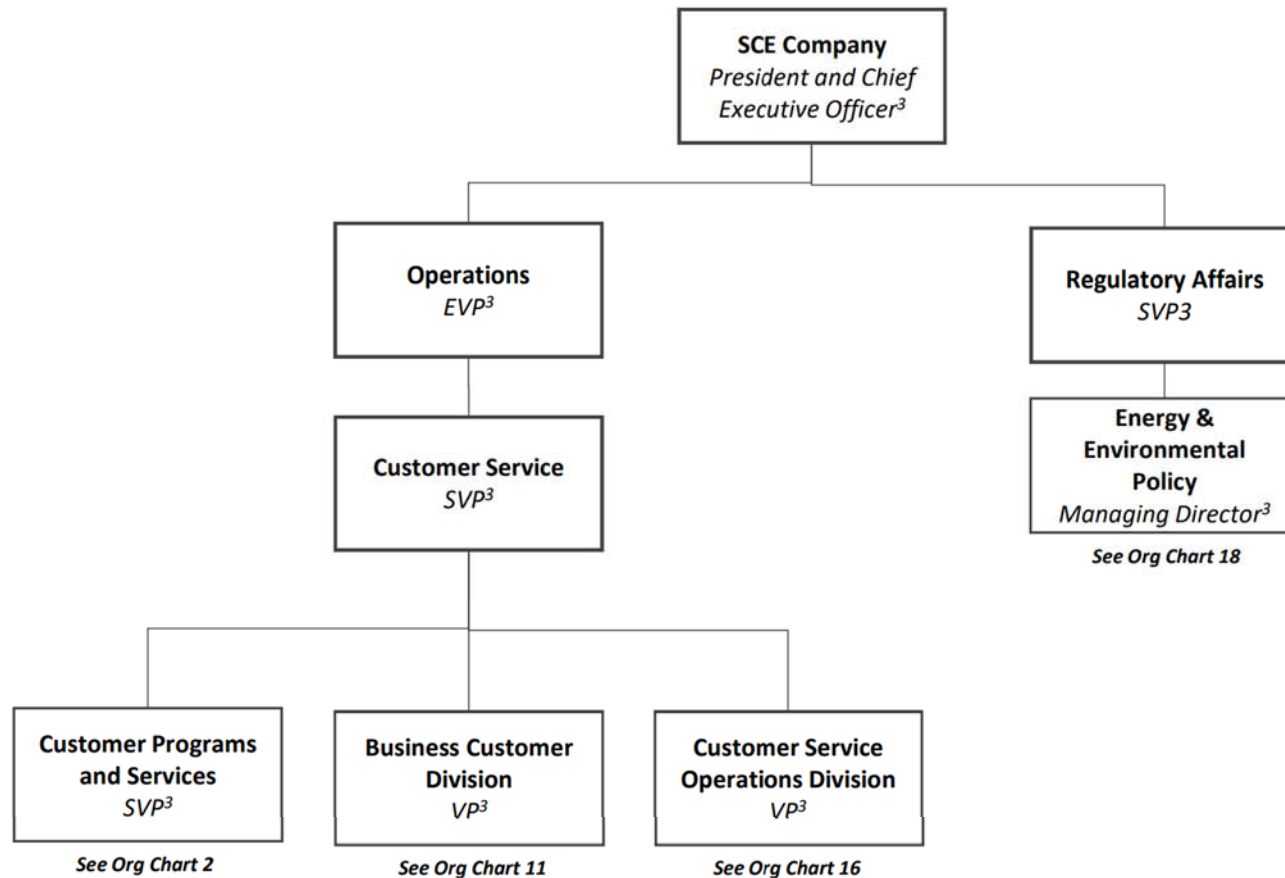 SCE Company
President and Chief
Executive Officer³
Operations
EVP³
Regulatory Affairs
SVP3
Customer Service
SVP³
Energy &
Environmental
Policy
Managing Director³
See Org Chart 18
Customer Programs
and Services
SVP³
See Org Chart 2
Business Customer
Division
VP³
See Org Chart 11
Customer Service
Operations Division
VP³
See Org Chart 16